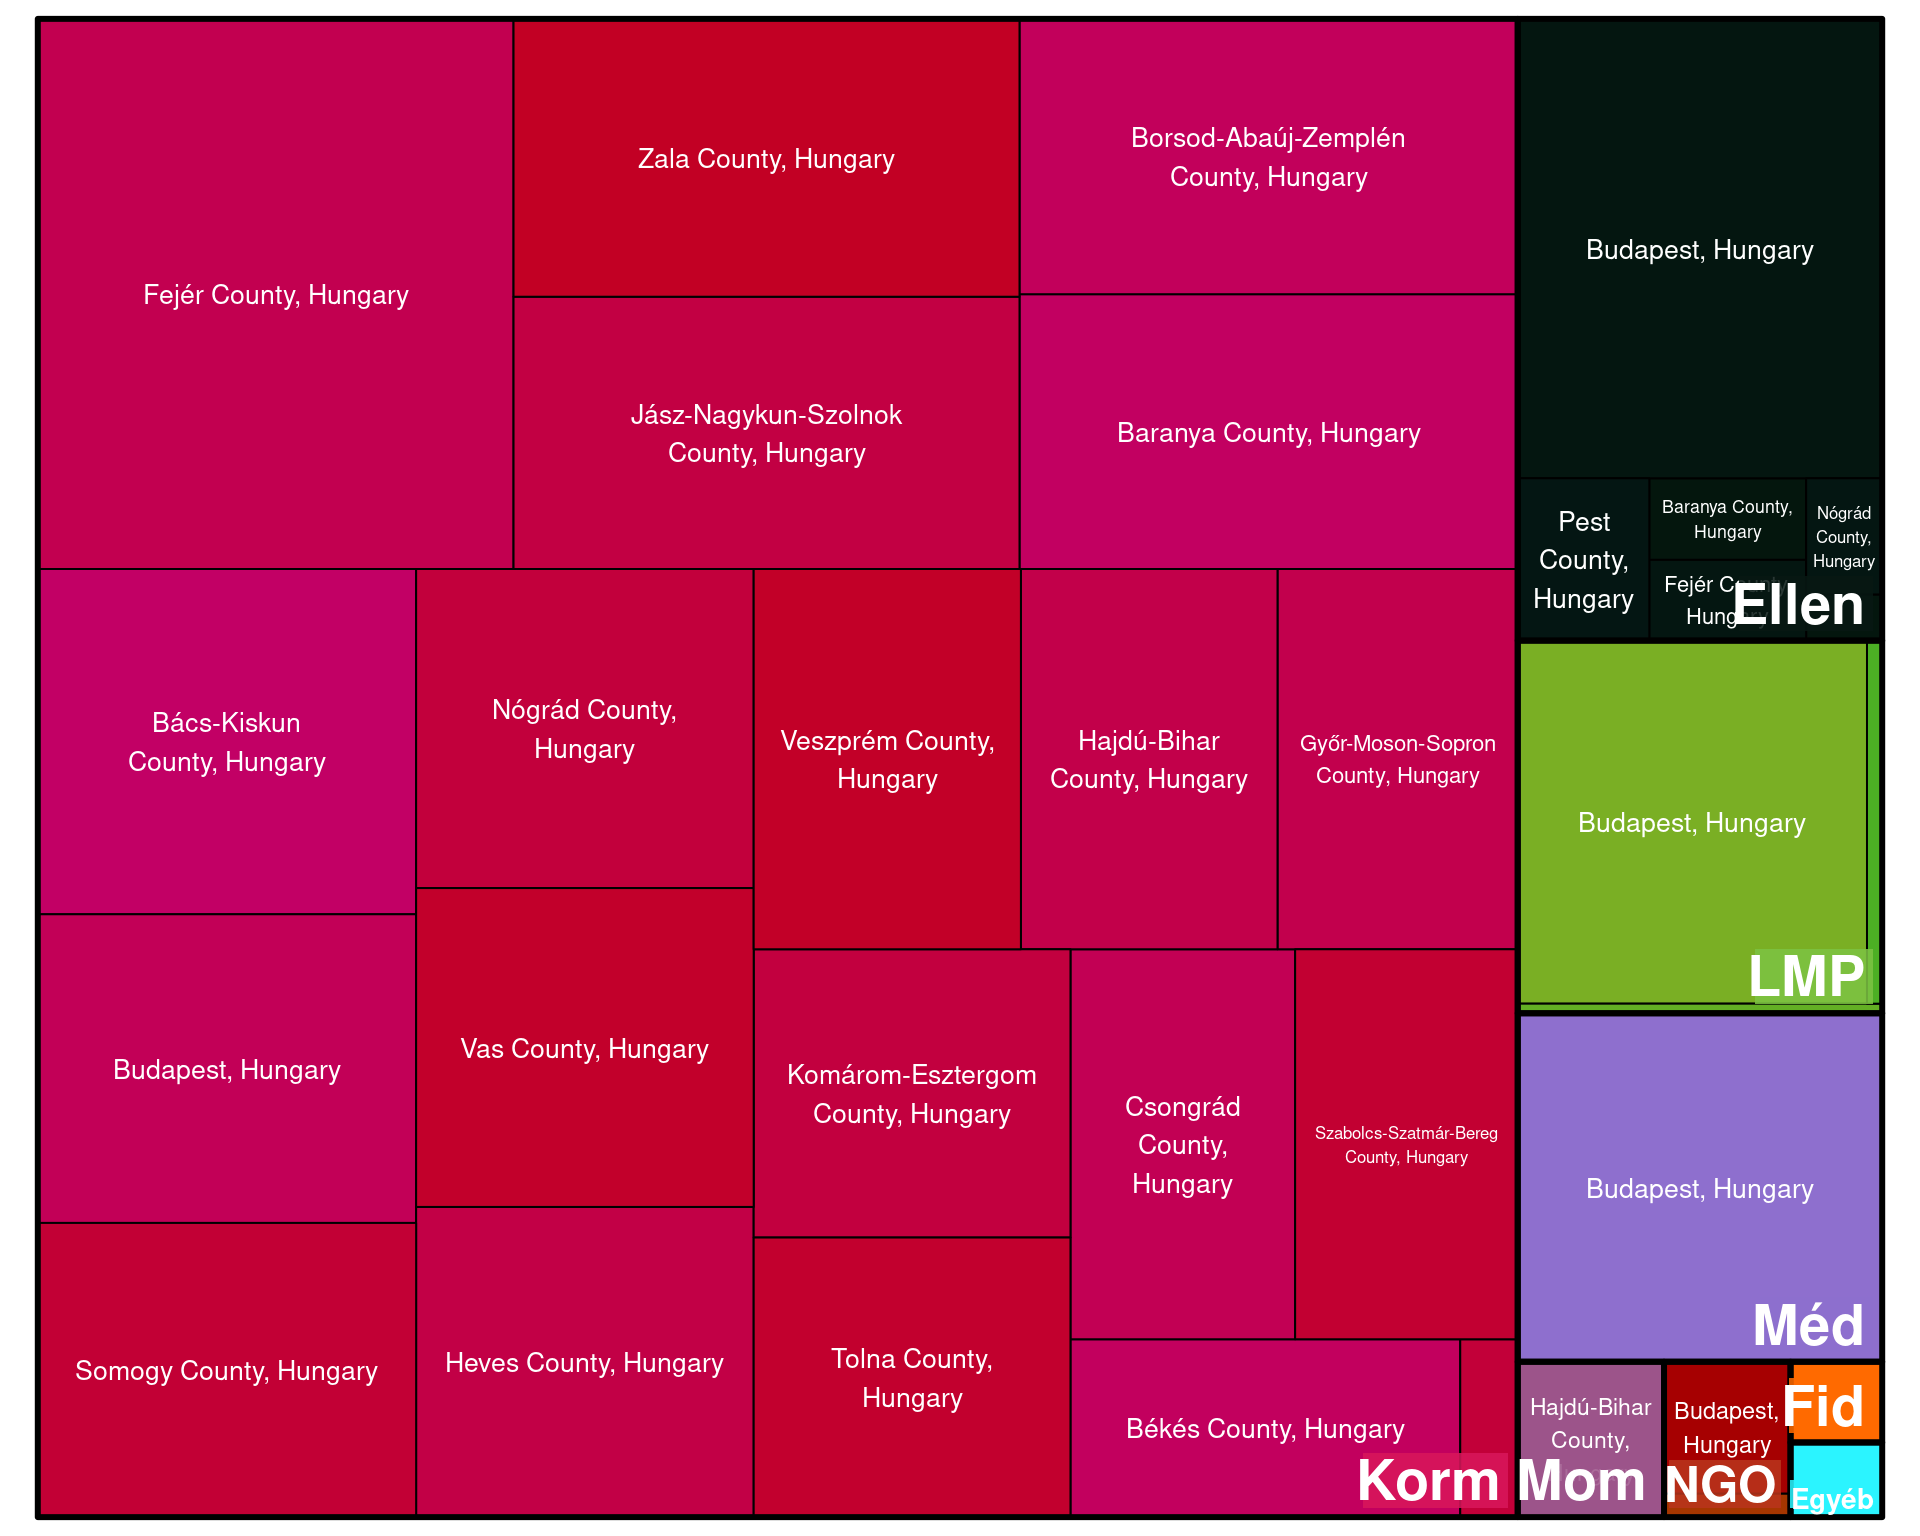 Fejér County, Hungary
Zala County, Hungary
Jász-Nagykun-Szolnok
County, Hungary
Borsod-Abaúj-Zemplén
County, Hungary
Baranya County, Hungary
Bács-Kiskun
County, Hungary
Budapest, Hungary
Somogy County, Hungary
Nógrád County,
Hungary
Vas County, Hungary
Heves County, Hungary
Veszprém County,
Hungary
Hajdú-Bihar
County, Hungary
Győr-Moson-Sopron
County, Hungary
Komárom-Esztergom
County, Hungary
Tolna County,
Hungary
Csongrád
County,
Hungary
Szabolcs-Szatmár-Bereg
County, Hungary
Békés County, Hungary
Korm
Budapest, Hungary
Pest
County,
Hungary
Baranya County,
Hungary
Fejér County,
Hungary
Nógrád
County,
Hungary
Ellen
Budapest, Hungary
LMP
Budapest, Hungary
Méd
Hajdú-Bihar
County,
Mom
Budapest,
Hungary
NGO
Fid
Egyéb